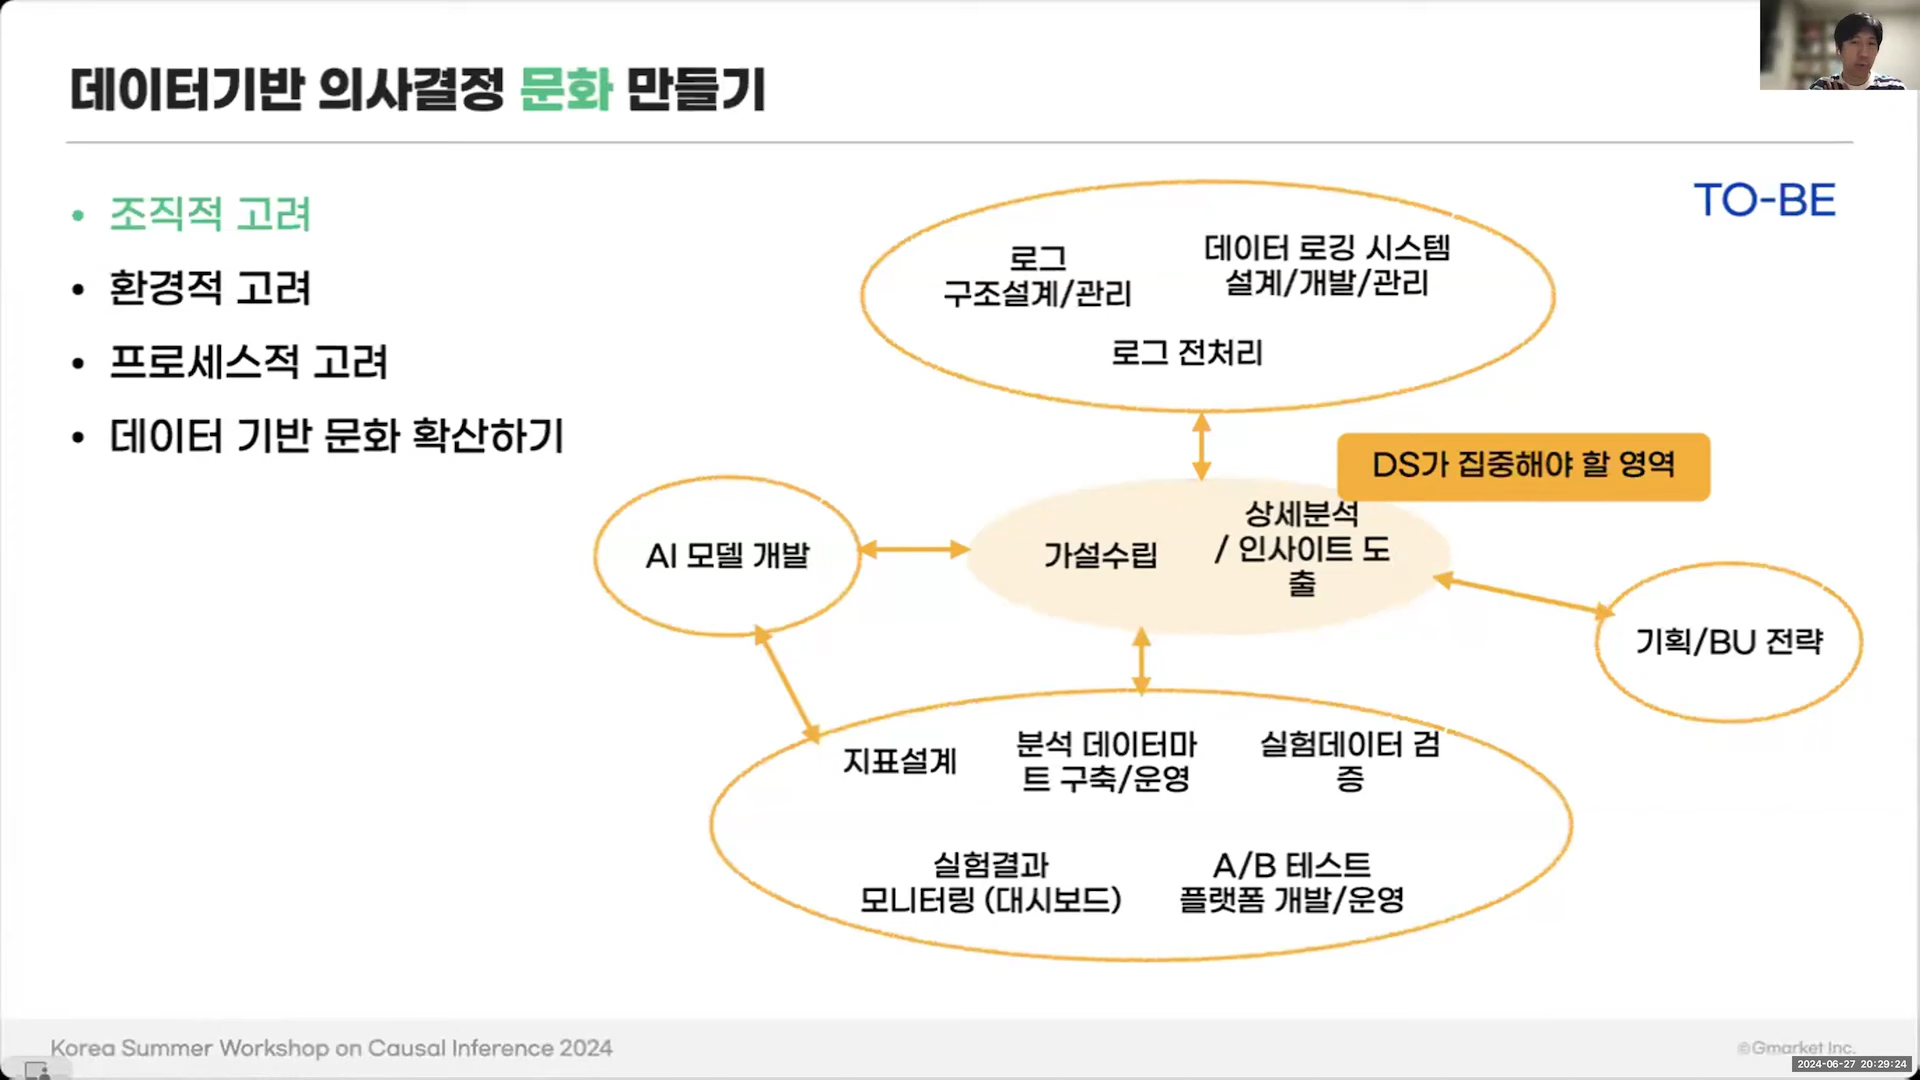 데이터기반 의사결정 문화 만들기
• 조직적 고려
• 환경적 고려
• 프로세스적 고려
• 데이터 기반 문화 확산하기
TO-BE
로그
구조설계/관리
데이터 로깅 시스템
설계/개발/관리
로그 전처리
DS가 집중해야 할 영역
AI 모델 개발
가설수립
상세분석
/ 인사이트 도
출
기획/BU 전략
지표설계
분석 데이터마
트 구축/운영
실험데이터 검
증
실험결과
모니터링 (대시보드)
A/B 테스트
플랫폼 개발/운영
Korea Summer Workshop on Causal Inference 2024
©Gmarket Inc.
2024-06-27 20:29:24